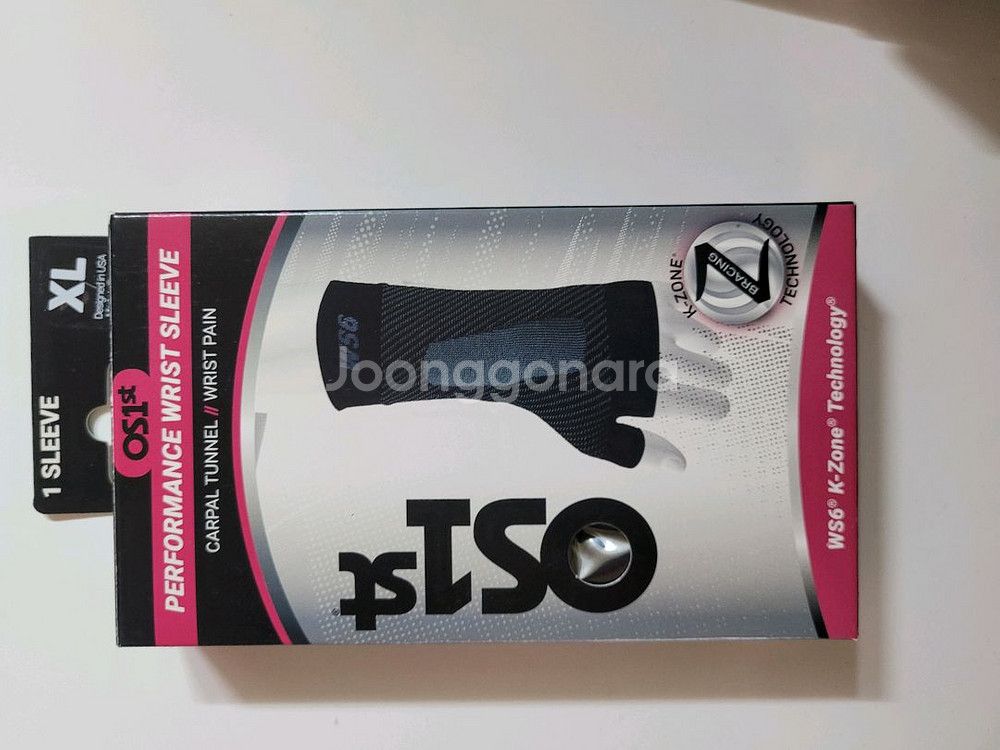 1 SLEEVE
XL
Designed in USA
OS1st
PERFORMANCE WRIST SLEEVE
CARPAL TUNNEL // WRIST PAIN
WS6
OS1st®
K-ZONE®
BRACING
Z
TECHNOLOGY
WS6® K-Zone® Technology®
Joonggonara